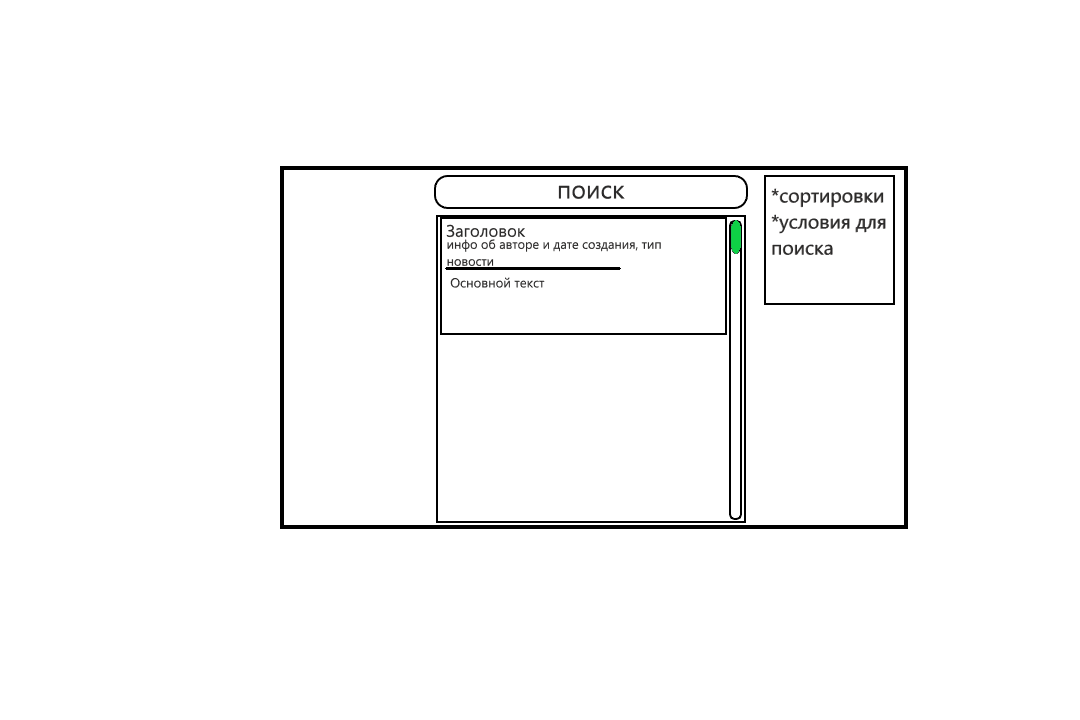 ПОИСК
Заголовок
инфо об авторе и дате создания, тип
новости
Основной текст
*сортировки
*условия для
поиска